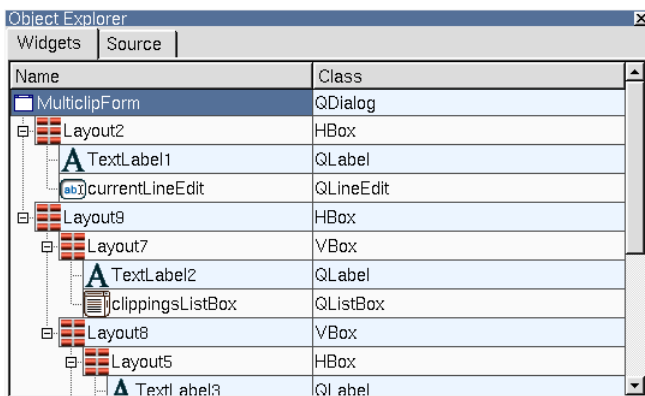 Object Explorer
Widgets Source
Name Class
MulticlipForm QDialog
Layout2 HBox
TextLabel1 QLabel
ab currentLineEdit QLineEdit
Layout9 HBox
Layout7 VBox
TextLabel2 QLabel
clippingsListBox QListBox
Layout8 VBox
Layout5 HBox
TextLabel3 QLabel